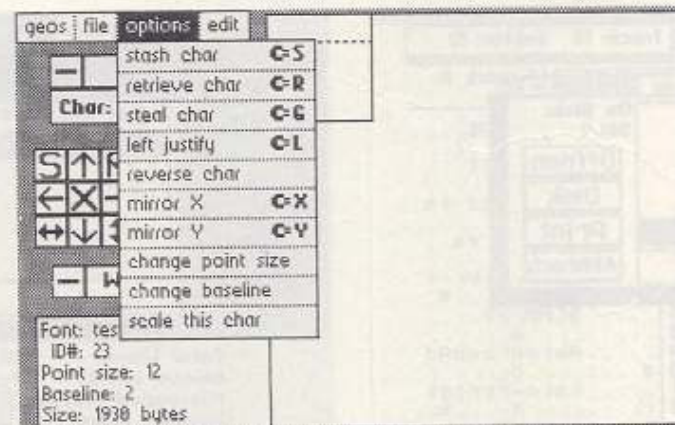 geos file options edit
stash char C=S
retrieve char C=R
Char: steal char C=G
left justify C=L
reverse char
mirror X C=X
mirror Y C=Y
change point size
change baseline
scale this char
Font: tes
ID#: 23
Point size: 12
Baseline: 2
Size: 1930 bytes